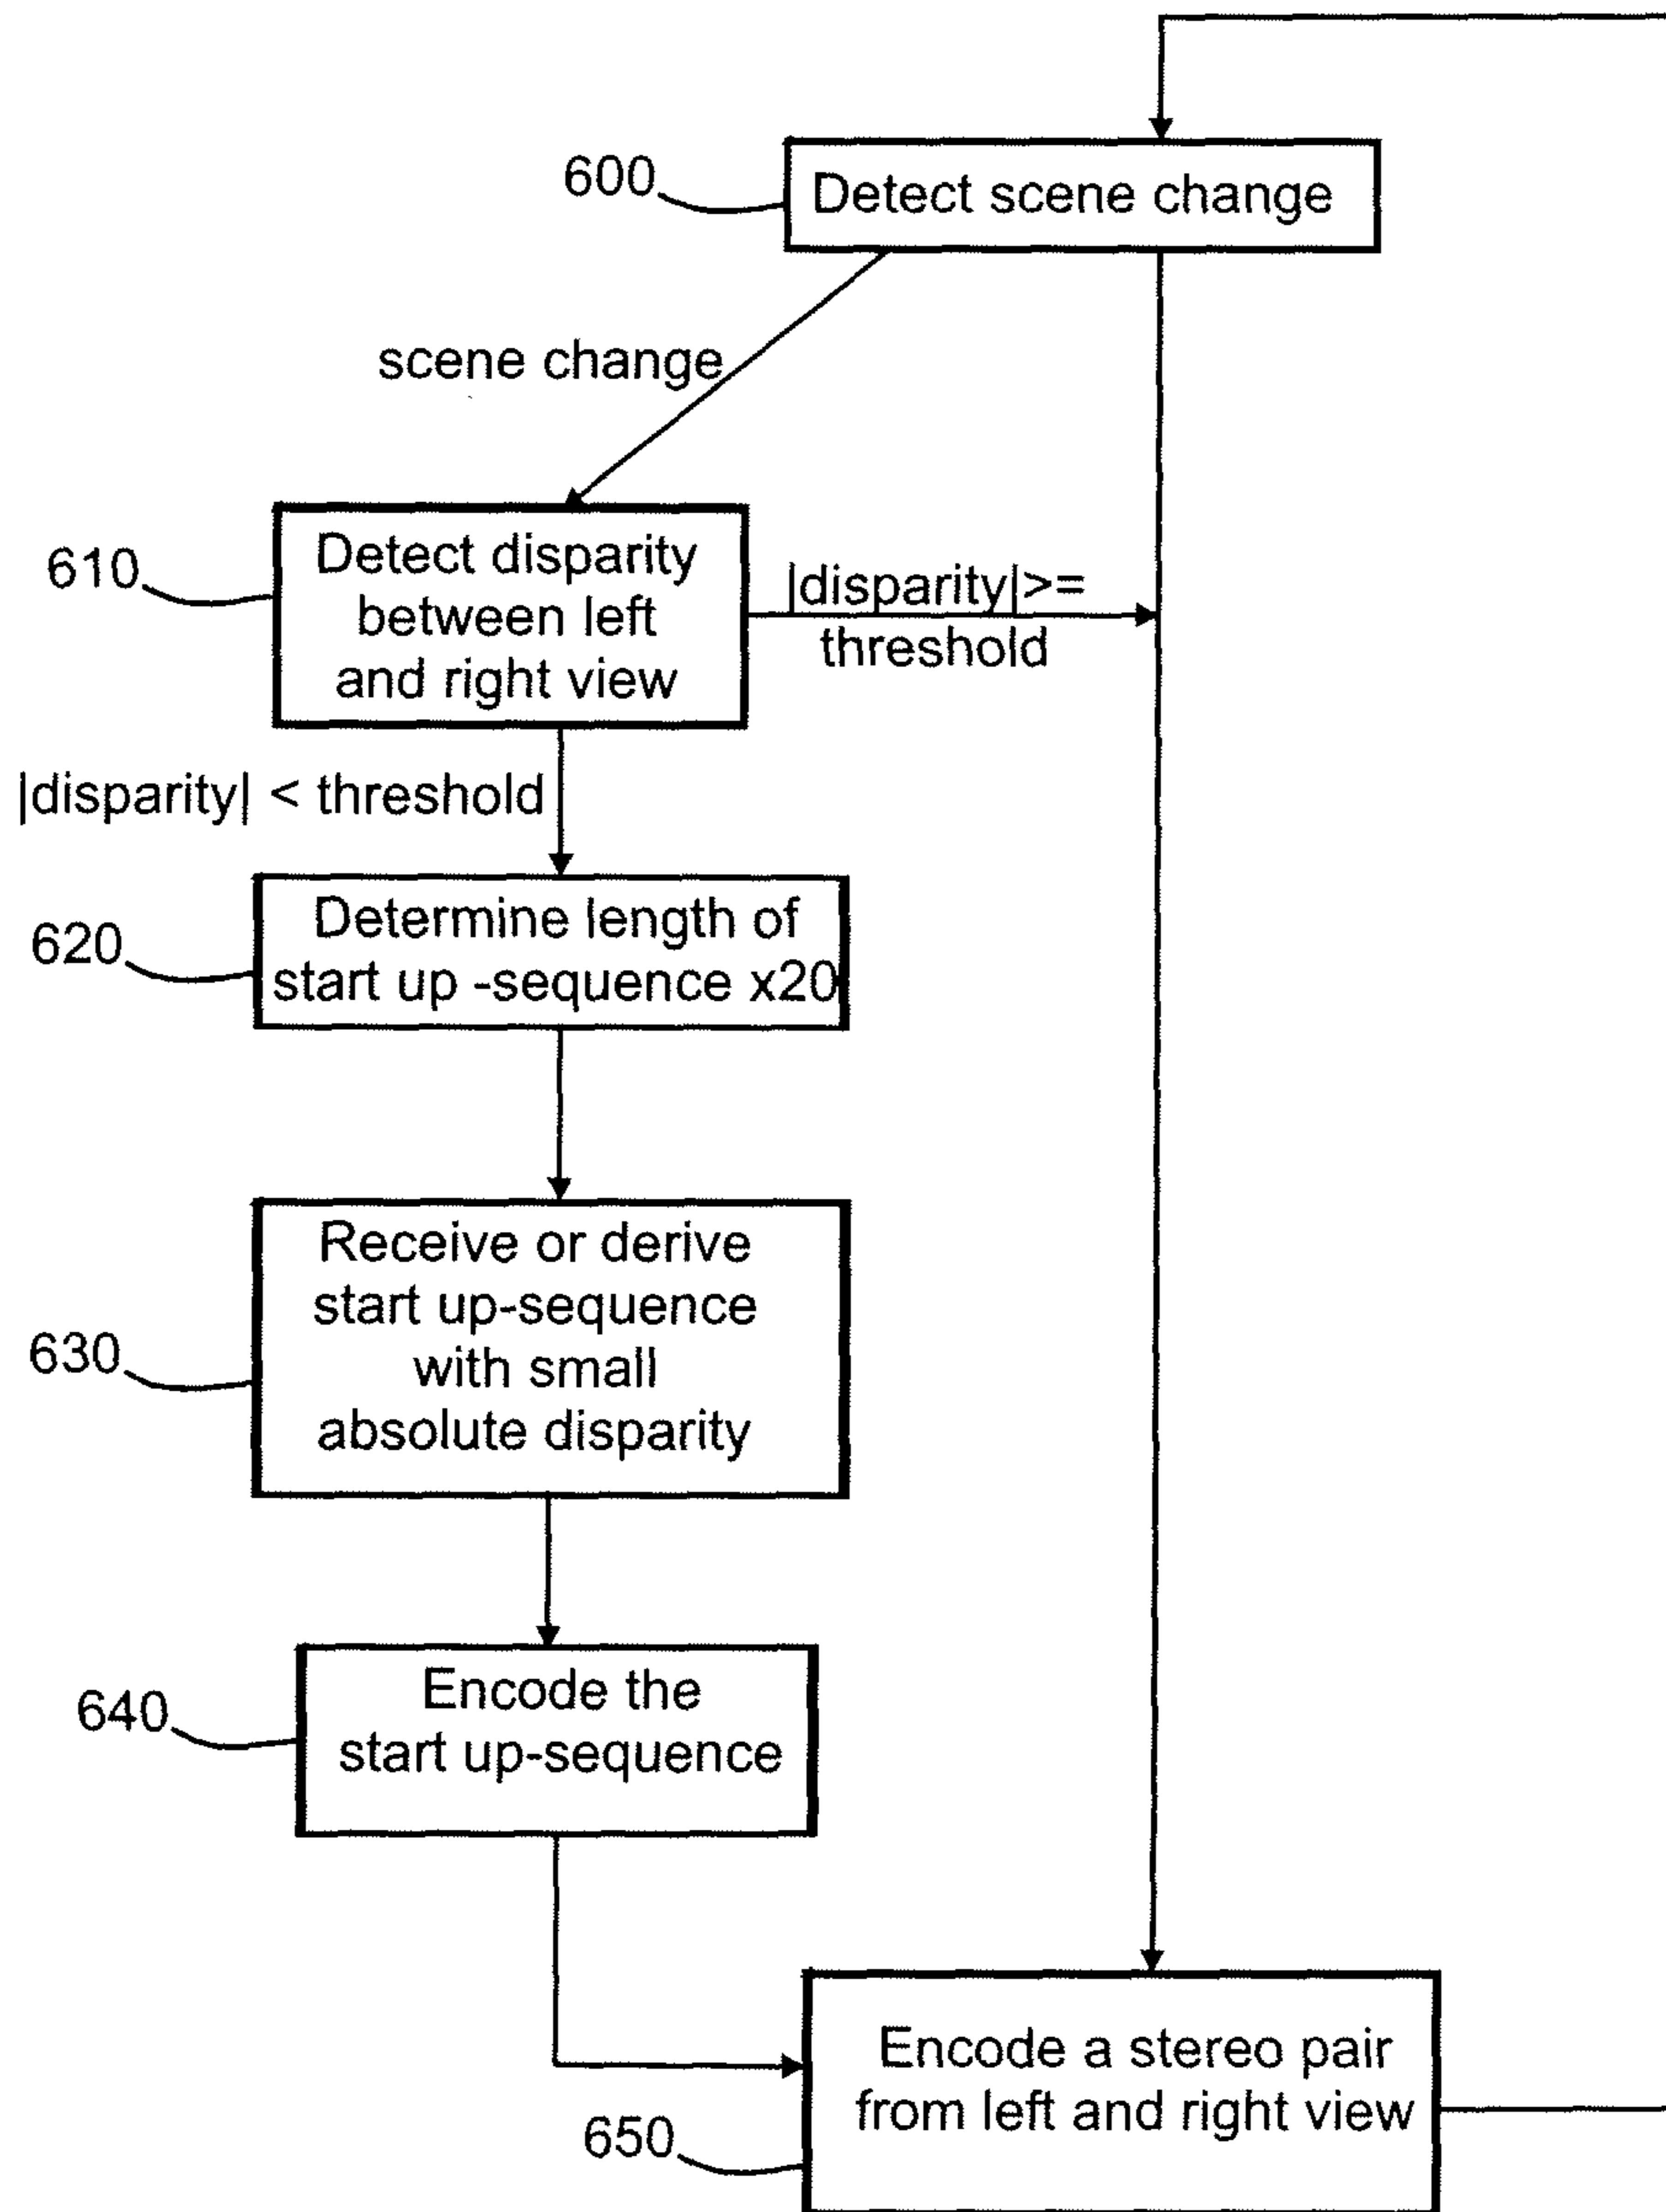 600
Detect scene change
scene change
610
Detect disparity
between left
and right view
|disparity|>=
threshold
|disparity| < threshold
620
Determine length of
start up -sequence x20
630
Receive or derive
start up-sequence
with small
absolute disparity
640
Encode the
start up-sequence
650
Encode a stereo pair
from left and right view